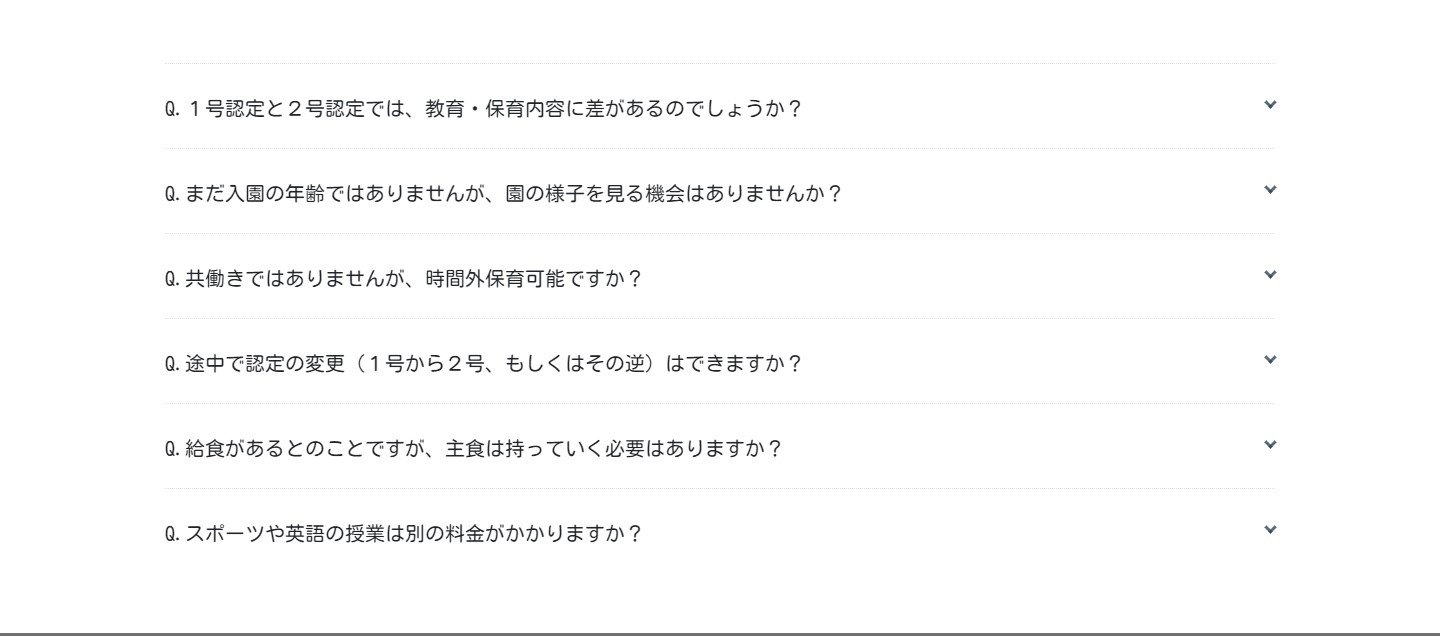 Q. １号認定と２号認定では、教育・保育内容に差があるのでしょうか？
Q. まだ入園の年齢ではありませんが、園の様子を見る機会はありませんか？
Q. 共働きではありませんが、時間外保育可能ですか？
Q. 途中で認定の変更（１号から２号、もしくはその逆）はできますか？
Q. 給食があるとのことですが、主食は持っていく必要はありますか？
Q. スポーツや英語の授業は別の料金がかかりますか？